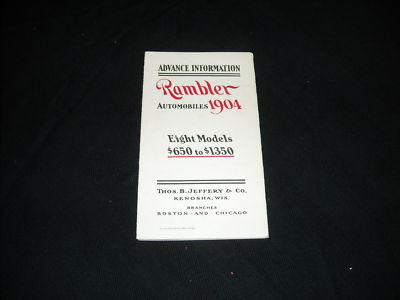 ADVANCE INFORMATION
Rambler
AUTOMOBILES 1904
Eight Models
$650 to $1350
THOS. B. JEFFERY & CO.
KENOSHA, WIS.
BRANCHES
BOSTON - AND - CHICAGO